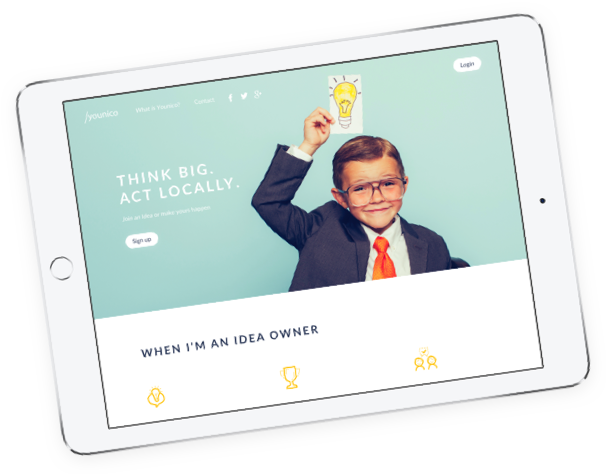 /younico
What is Younico?
Contact
Login
THINK BIG.
ACT LOCALLY.
Join an idea or make yours happen
Sign up
WHEN I'M AN IDEA OWNER